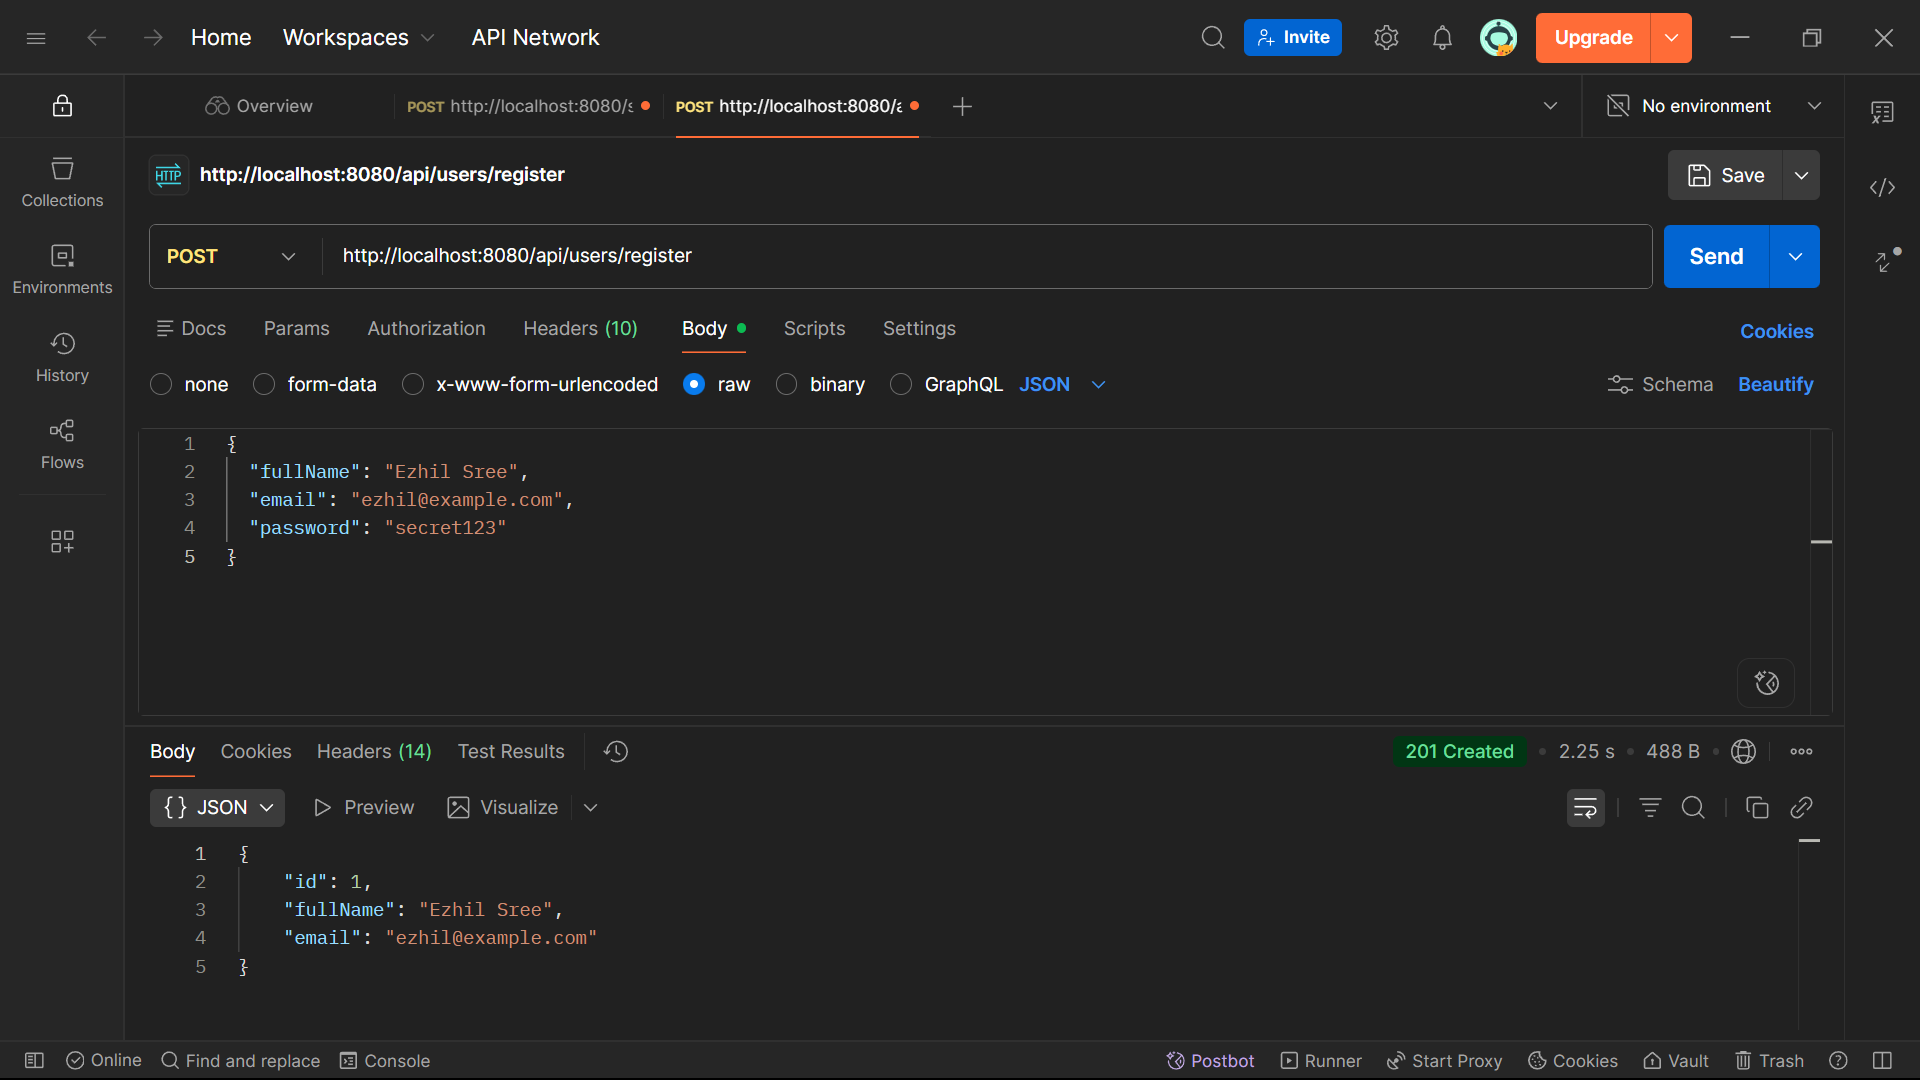 Home Workspaces API Network Invite Upgrade
Overview POST http://localhost:8080/s POST http://localhost:8080/a No environment
HTTP http://localhost:8080/api/users/register Save
POST http://localhost:8080/api/users/register Send
Docs Params Authorization Headers (10) Body Scripts Settings Cookies
none form-data x-www-form-urlencoded raw binary GraphQL JSON Schema Beautify
Collections
Environments
History
Flows
1 {
2 "fullName": "Ezhil Sree",
3 "email": "ezhil@example.com",
4 "password": "secret123"
5 }
Body Cookies Headers (14) Test Results 201 Created 2.25 s 488 B
{} JSON Preview Visualize
1 {
2 "id": 1,
3 "fullName": "Ezhil Sree",
4 "email": "ezhil@example.com"
5 }
Online Find and replace Console Postbot Runner Start Proxy Cookies Vault Trash